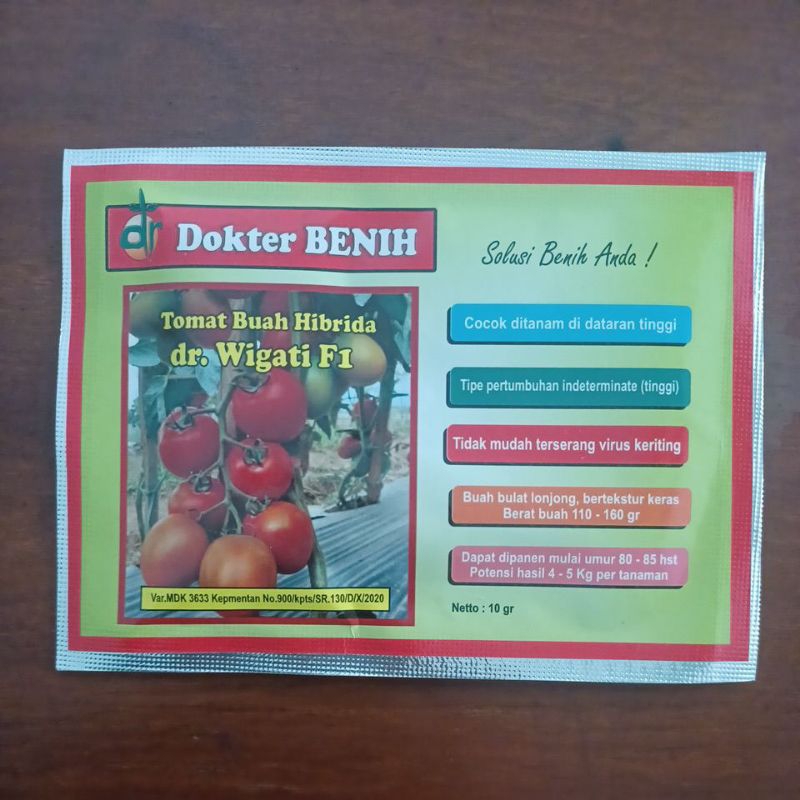 dr Dokter BENIH
Solusi Benih Anda !
Tomat Buah Hibrida
dr. Wigati F1
Var.MDK 3633 Kepmentan No.900/kpts/SR.130/D/X/2020
Cocok ditanam di dataran tinggi
Tipe pertumbuhan indeterminate (tinggi)
Tidak mudah terserang virus keriting
Buah bulat lonjong, bertekstur keras
Berat buah 110 - 160 gr
Dapat dipanen mulai umur 80 - 85 hst
Potensi hasil 4 - 5 Kg per tanaman
Netto : 10 gr